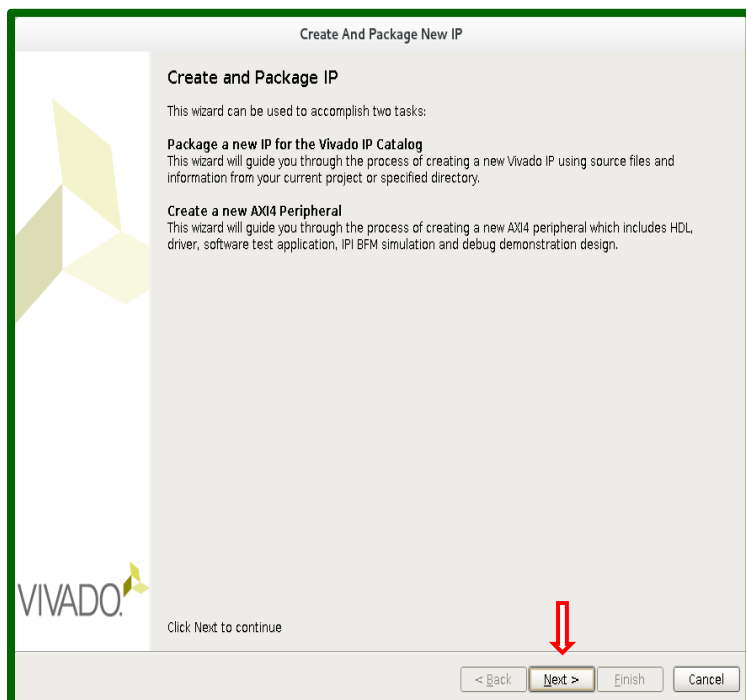 Create And Package New IP
Create and Package IP
This wizard can be used to accomplish two tasks:
Package a new IP for the Vivado IP Catalog
This wizard will guide you through the process of creating a new Vivado IP using source files and
information from your current project or specified directory.
Create a new AXI4 Peripheral
This wizard will guide you through the process of creating a new AXI4 peripheral which includes HDL,
driver, software test application, IPI BFM simulation and debug demonstration design.
VIVADO.
Click Next to continue
< Back Next > Finish Cancel